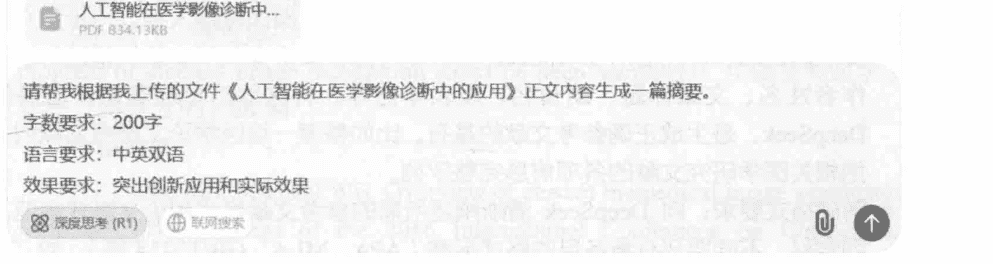 人工智能在医学影像诊断中...
PDF 834.13KB
请帮我根据我上传的文件《人工智能在医学影像诊断中的应用》正文内容生成一篇摘要。
字数要求：200字
语言要求：中英双语
效果要求：突出创新应用和实际效果
深度思考 (R1) 联网搜索